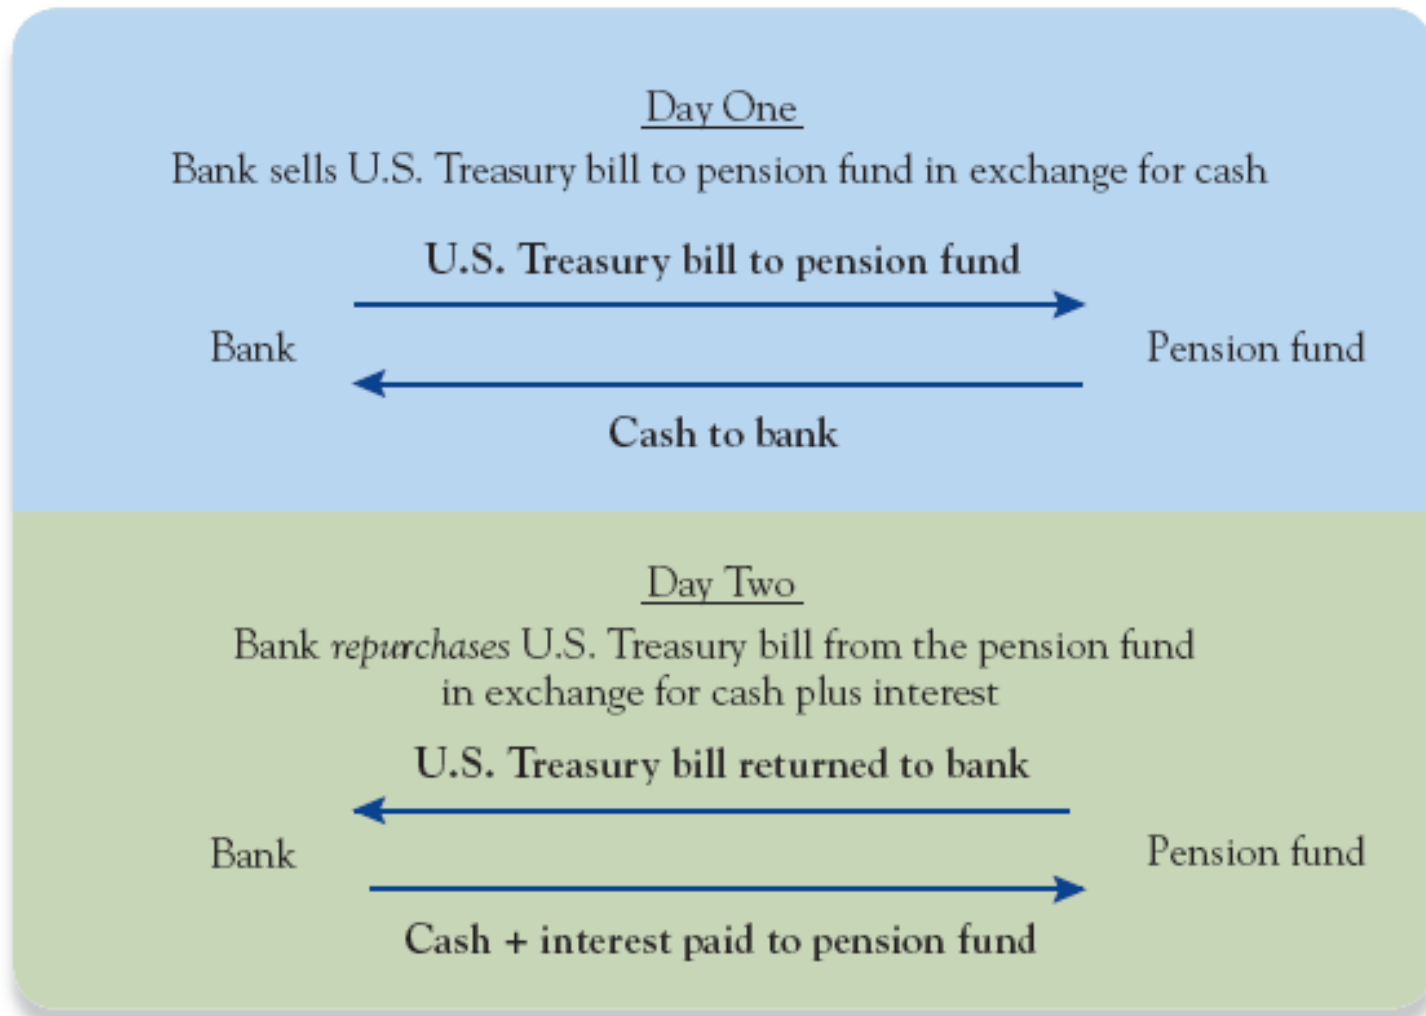 Day One
Bank sells U.S. Treasury bill to pension fund in exchange for cash
U.S. Treasury bill to pension fund
Bank
Pension fund
Cash to bank
Day Two
Bank repurchases U.S. Treasury bill from the pension fund
in exchange for cash plus interest
U.S. Treasury bill returned to bank
Bank
Pension fund
Cash + interest paid to pension fund